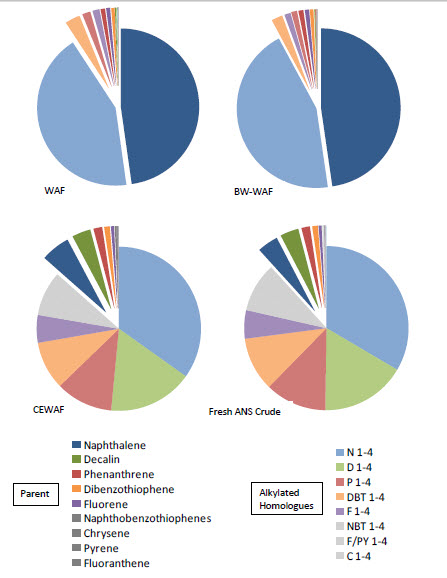 WAF
BW-WAF
CEWAF
Fresh ANS Crude
Parent
Naphthalene
Decalin
Phenanthrene
Dibenzothiophene
Fluorene
Naphthobenzothiophenes
Chrysene
Pyrene
Fluoranthene
Alkylated
Homologues
N 1-4
D 1-4
P 1-4
DBT 1-4
F 1-4
NBT 1-4
F/PY 1-4
C 1-4